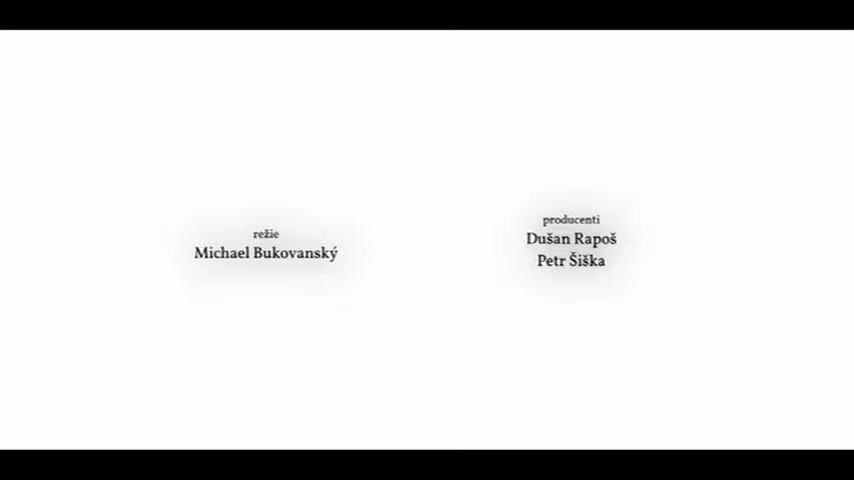 režie
Michael Bukovanský
producenti
Dušan Rapoš
Petr Šiška